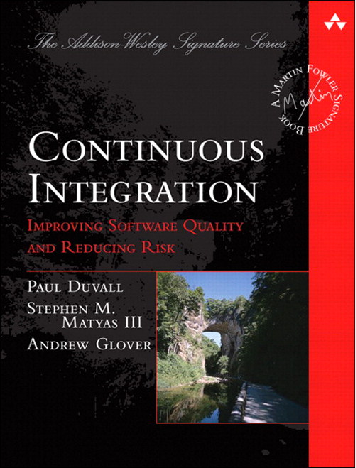 The Addison Wesley Signature Series
A MARTIN FOWLER SIGNATURE BOOK
Martin
CONTINUOUS
INTEGRATION
IMPROVING SOFTWARE QUALITY
AND REDUCING RISK
PAUL DUVALL
STEPHEN M.
MATYAS III
ANDREW GLOVER